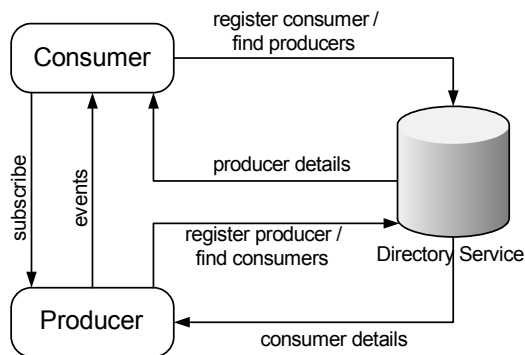 register consumer /
find producers
Consumer
producer details
subscribe
events
register producer /
find consumers
Directory Service
Producer
consumer details